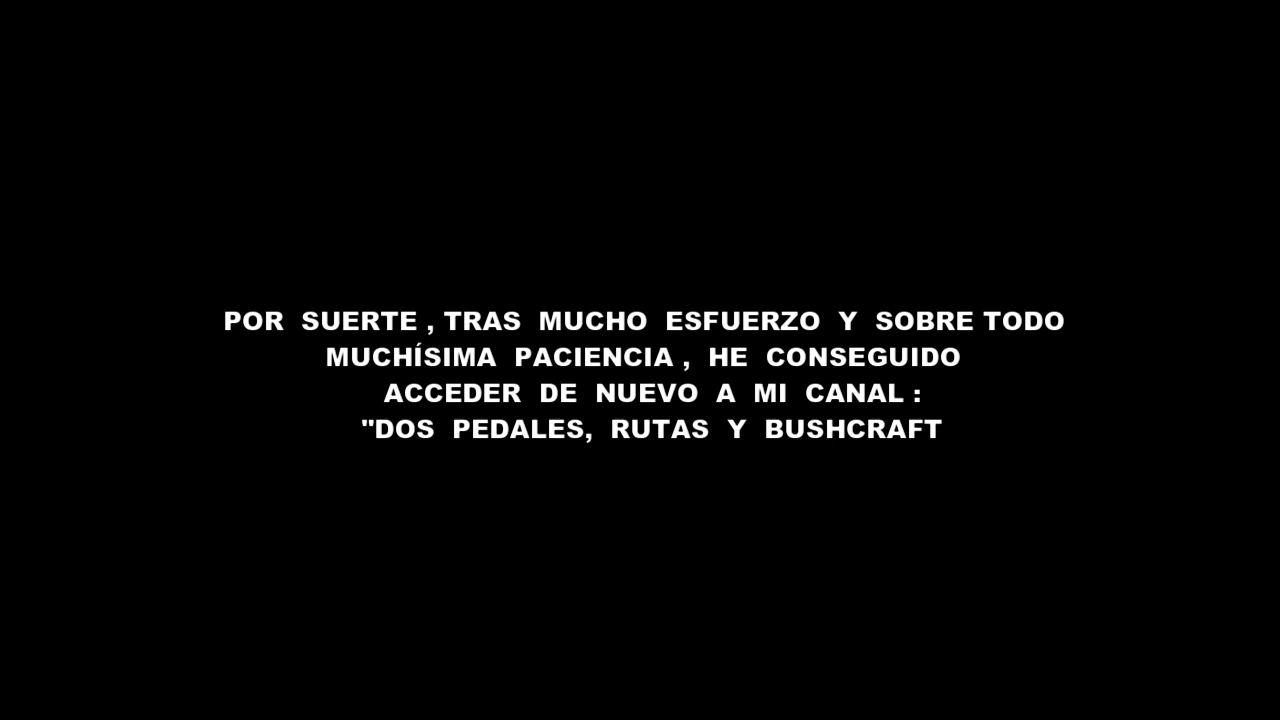 POR SUERTE , TRAS MUCHO ESFUERZO Y SOBRE TODO
MUCHÍSIMA PACIENCIA , HE CONSEGUIDO
ACCEDER DE NUEVO A MI CANAL :
"DOS PEDALES, RUTAS Y BUSHCRAFT